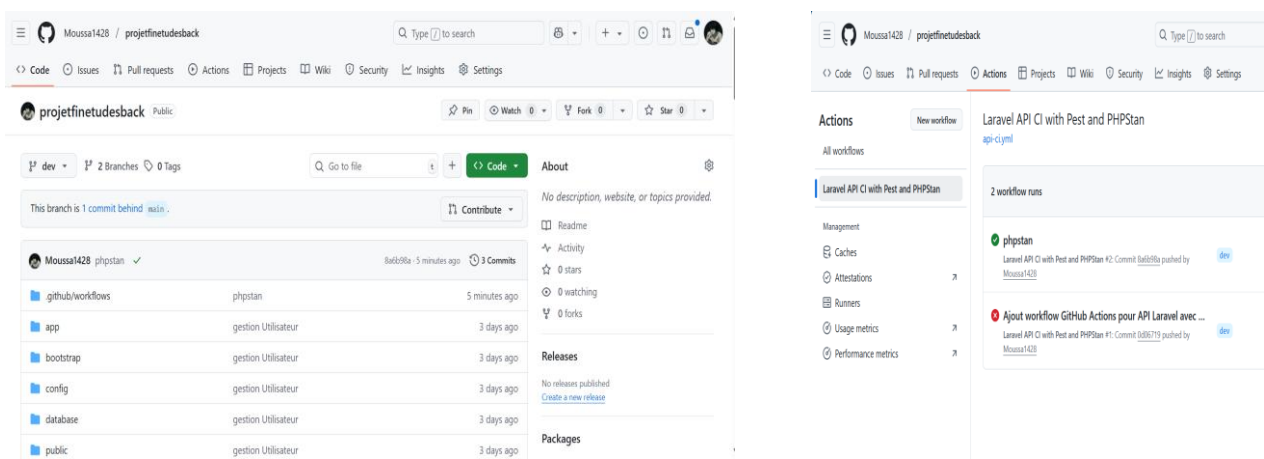 Moussa1428 / projetfinetudesback
Type / to search
Code Issues Pull requests Actions Projects Wiki Security Insights Settings
projetfinetudesback Public
Pin Watch 0 Fork 0 Star 0
dev 2 Branches 0 Tags
Go to file t + Code
This branch is 1 commit behind main .
Contribute
Moussa1428 phpstan 8a6b98a · 5 minutes ago 3 Commits
.github/workflows phpstan 5 minutes ago
app gestion Utilisateur 3 days ago
bootstrap gestion Utilisateur 3 days ago
config gestion Utilisateur 3 days ago
database gestion Utilisateur 3 days ago
public gestion Utilisateur 3 days ago
About
No description, website, or topics provided.
Readme
Activity
0 stars
0 watching
0 forks
Releases
No releases published
Create a new release
Packages
Moussa1428 / projetfinetudesback
Type / to search
Code Issues Pull requests Actions Projects Wiki Security Insights Settings
Actions
New workflow
All workflows
Laravel API CI with Pest and PHPStan
Management
Caches
Attestations
Runners
Usage metrics
Performance metrics
Laravel API CI with Pest and PHPStan
api-ci.yml
2 workflow runs
phpstan
Laravel API CI with Pest and PHPStan #2: Commit 8a6b98a pushed by
Moussa1428
dev
Ajout workflow GitHub Actions pour API Laravel avec ...
Laravel API CI with Pest and PHPStan #1: Commit 0d86719 pushed by
Moussa1428
dev